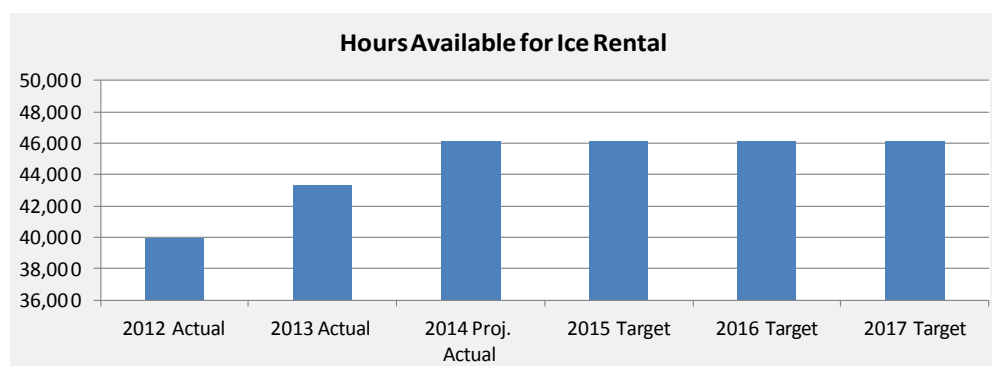 Hours Available for Ice Rental
50,000
48,000
46,000
44,000
42,000
40,000
38,000
36,000
2012 Actual
2013 Actual
2014 Proj.
Actual
2015 Target
2016 Target
2017 Target